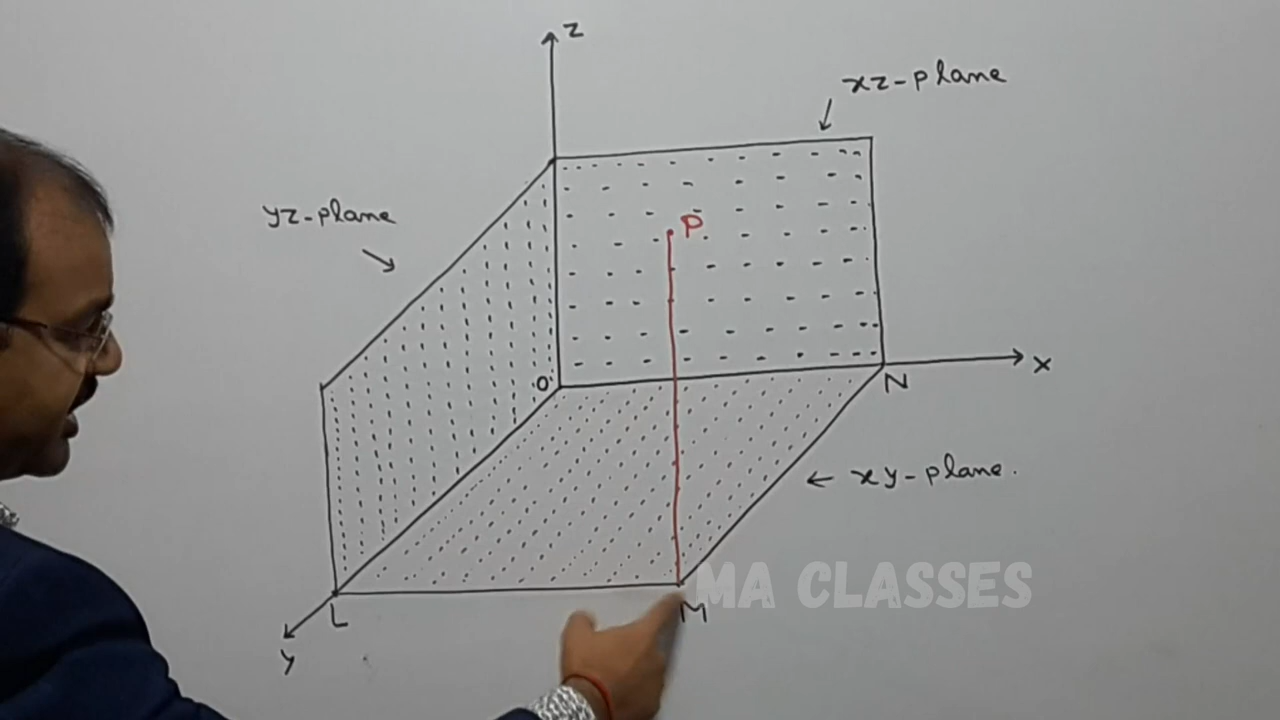 z
xz-plane
yz-plane
P
O
x
N
xy-plane.
MA CLASSES
L
M
y